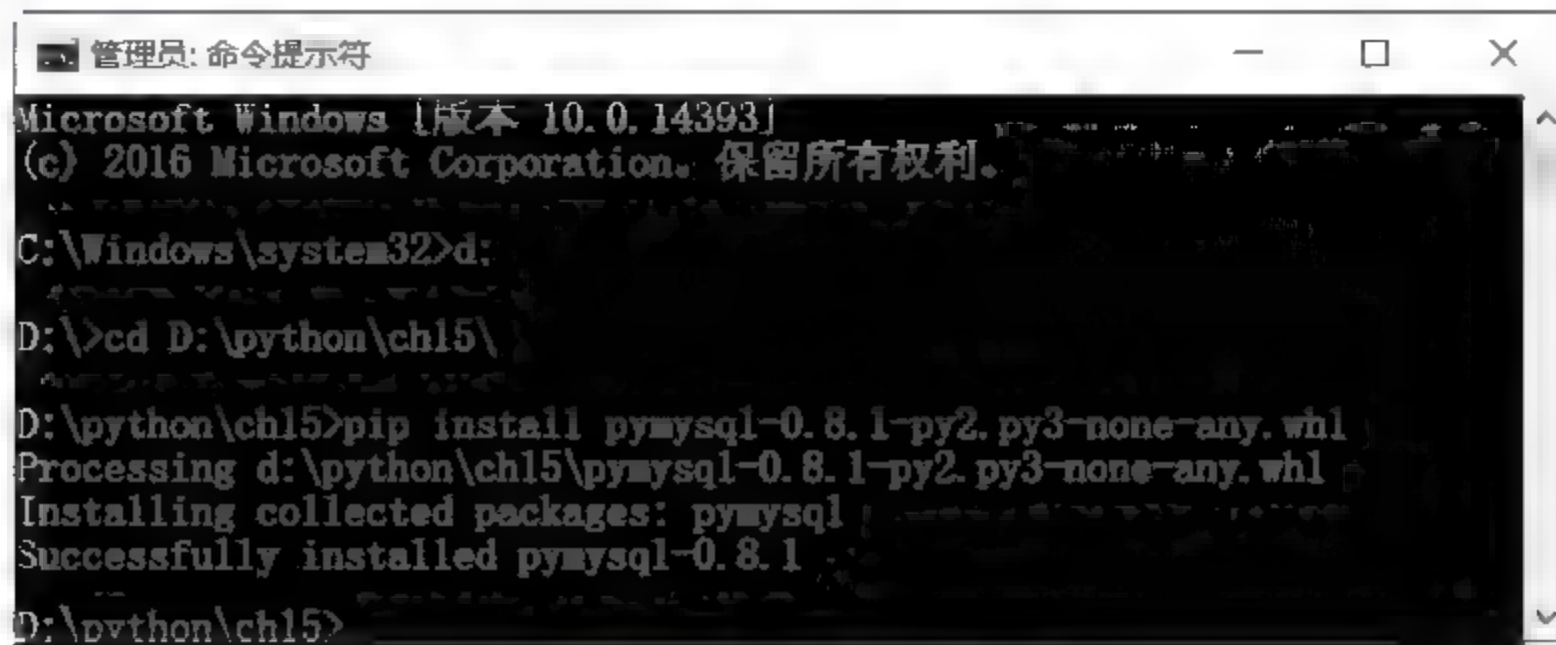 管理员: 命令提示符
Microsoft Windows [版本 10.0.14393]
(c) 2016 Microsoft Corporation。保留所有权利。
C:\Windows\system32>d:
D:\>cd D:\python\ch15\
D:\python\ch15>pip install pymysql-0.8.1-py2.py3-none-any.whl
Processing d:\python\ch15\pymysql-0.8.1-py2.py3-none-any.whl
Installing collected packages: pymysql
Successfully installed pymysql-0.8.1
D:\python\ch15>